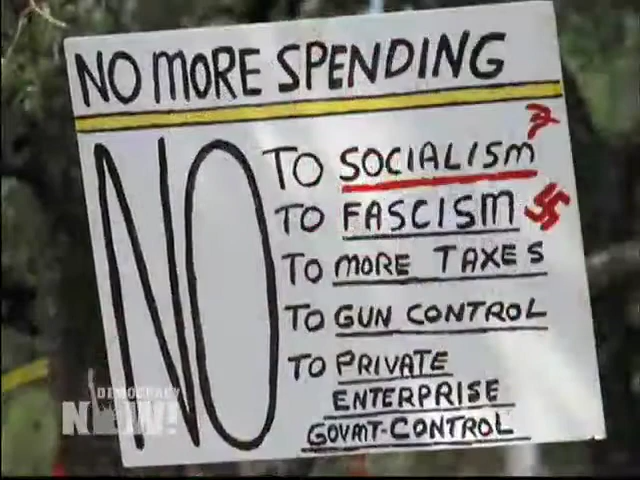 NO MORE SPENDING
NO
TO SOCIALISM
TO FASCISM
TO MORE TAXES
TO GUN CONTROL
TO PRIVATE
ENTERPRISE
GOVMT-CONTROL
DEMOCRACY
NOW!